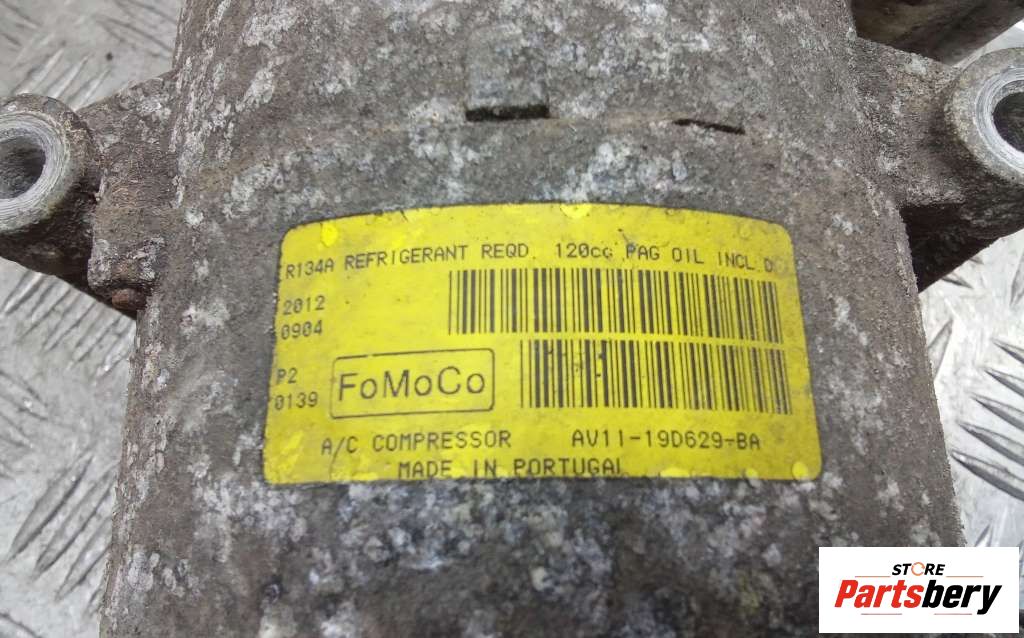 R134A REFRIGERANT REQD. 120cc PAG OIL INCL'D
2012
0904
P2
0139
FoMoCo
A/C COMPRESSOR AV11-19D629-BA
MADE IN PORTUGAL
STORE
Partsbery